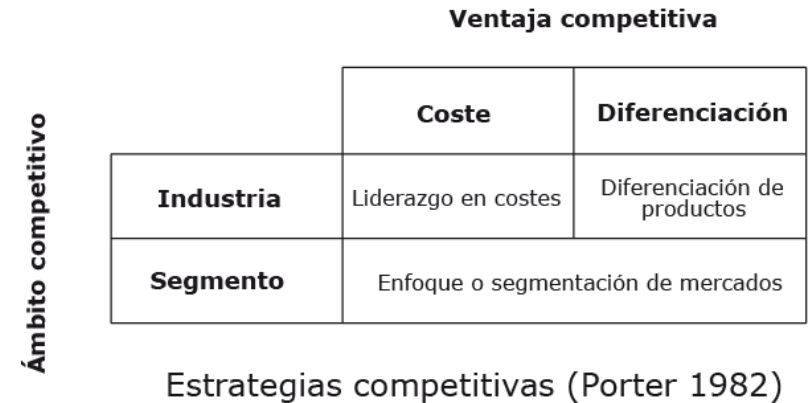 Ventaja competitiva
Coste
Diferenciación
Ámbito competitivo
Industria
Liderazgo en costes
Diferenciación de
productos
Segmento
Enfoque o segmentación de mercados
Estrategias competitivas (Porter 1982)